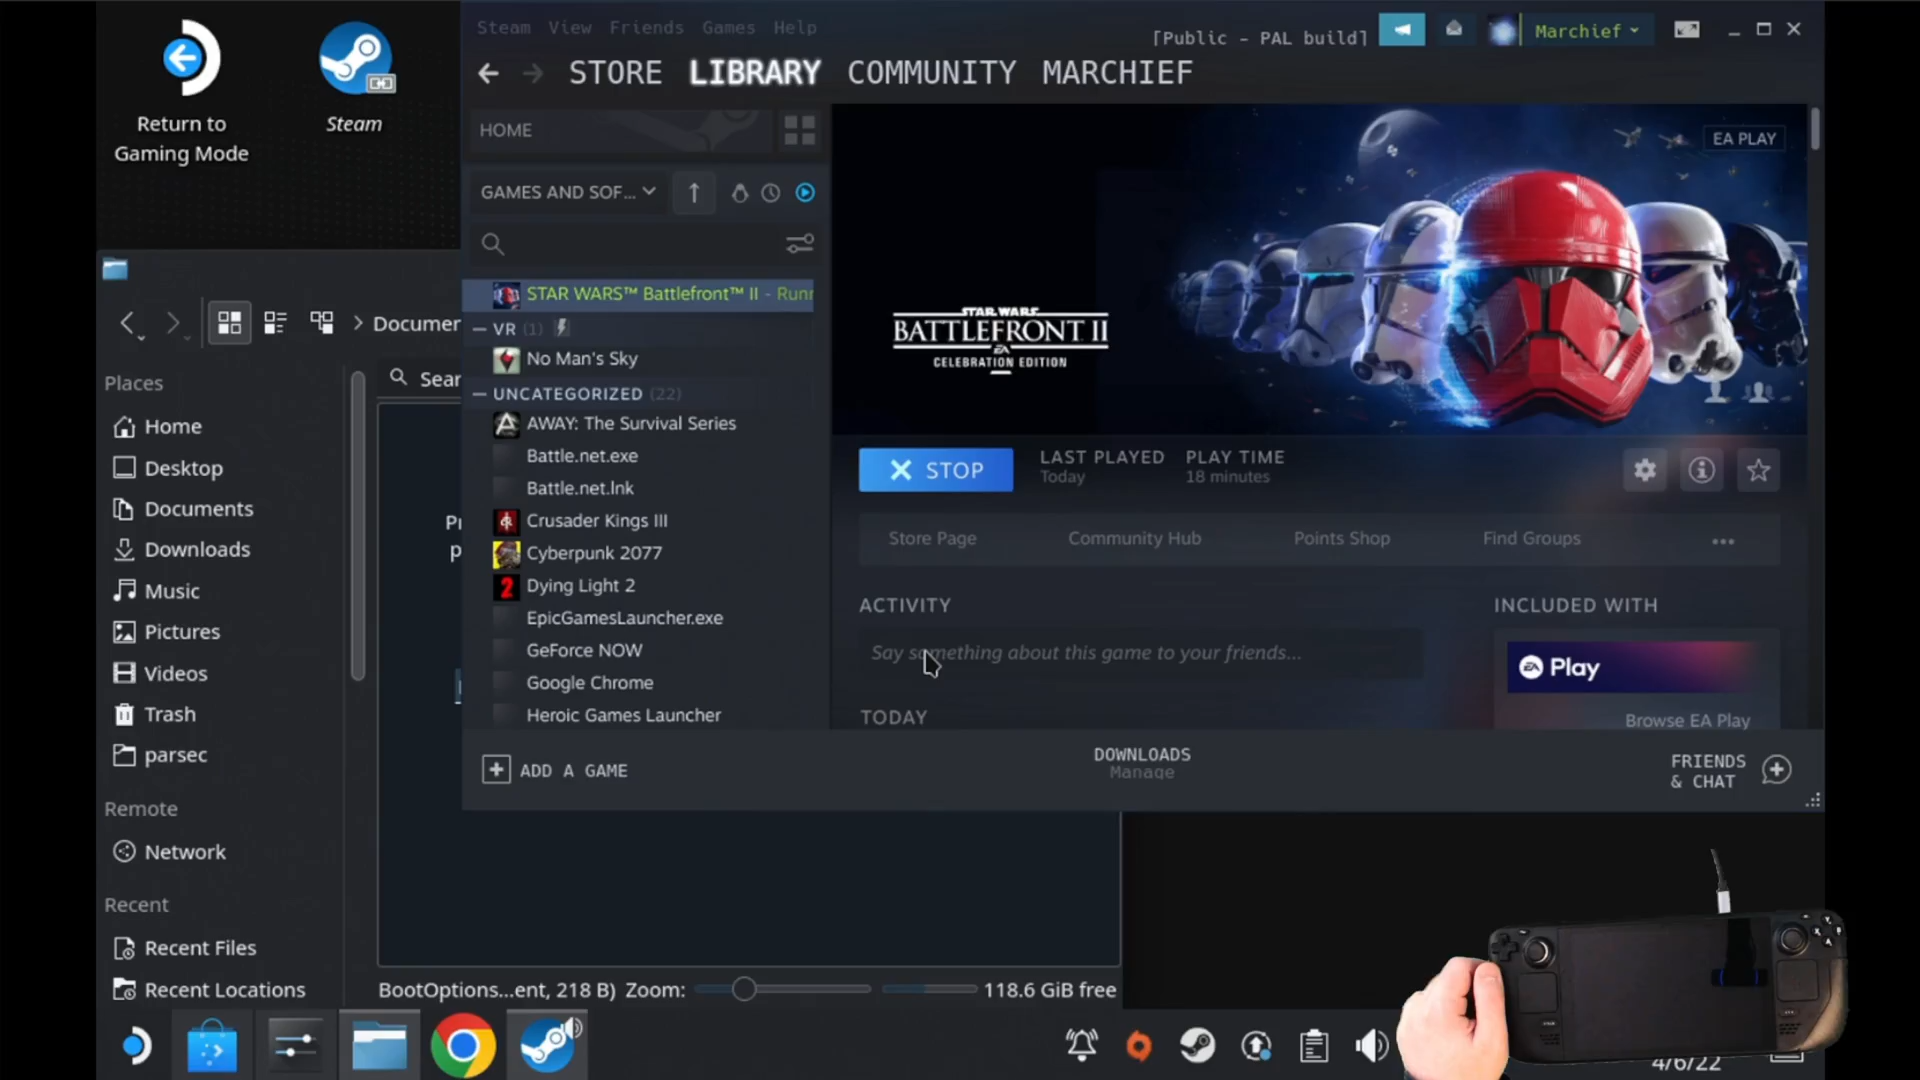 Return to
Gaming Mode
Steam
Steam View Friends Games Help
[Public - PAL build]
Marchief
STORE LIBRARY COMMUNITY MARCHIEF
HOME
GAMES AND SOF...
STAR WARS™ Battlefront™ II - Runn
VR (1)
No Man's Sky
UNCATEGORIZED (22)
AWAY: The Survival Series
Battle.net.exe
Battle.net.lnk
Crusader Kings III
Cyberpunk 2077
Dying Light 2
EpicGamesLauncher.exe
GeForce NOW
Google Chrome
Heroic Games Launcher
ADD A GAME
EA PLAY
STAR WARS
BATTLEFRONT II
EA
CELEBRATION EDITION
STOP
LAST PLAYED
Today
PLAY TIME
18 minutes
Store Page
Community Hub
Points Shop
Find Groups
ACTIVITY
Say something about this game to your friends...
TODAY
INCLUDED WITH
EA Play
Browse EA Play
DOWNLOADS
Manage
FRIENDS
& CHAT
Documen
Sear
Places
Home
Desktop
Documents
Downloads
Music
Pictures
Videos
Trash
parsec
Remote
Network
Recent
Recent Files
Recent Locations
BootOptions...ent, 218 B)
Zoom:
118.6 GiB free
4/6/22